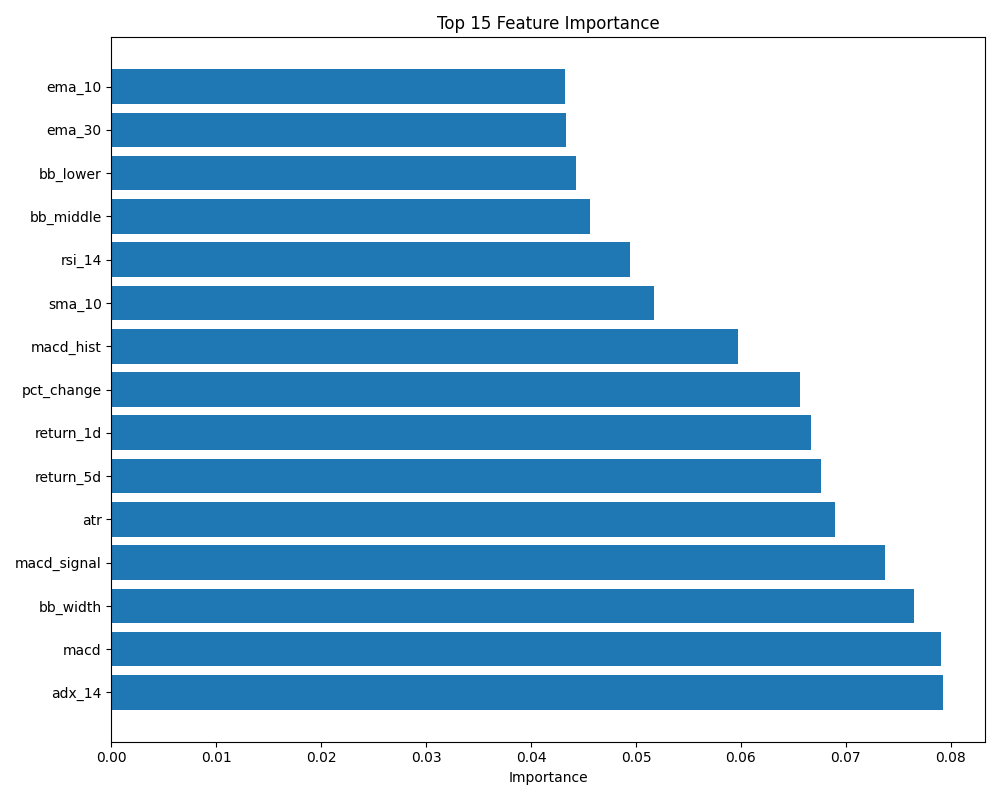 Top 15 Feature Importance
ema_10
ema_30
bb_lower
bb_middle
rsi_14
sma_10
macd_hist
pct_change
return_1d
return_5d
atr
macd_signal
bb_width
macd
adx_14
0.00 0.01 0.02 0.03 0.04 0.05 0.06 0.07 0.08
Importance